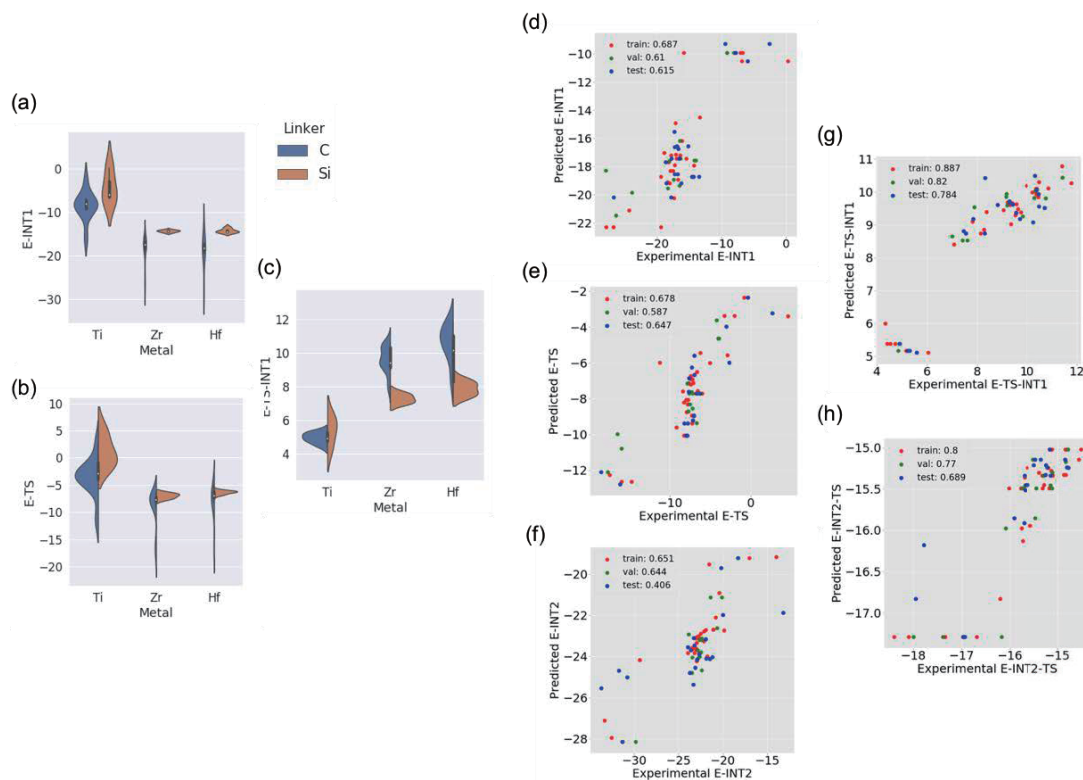 (a)
E-INT1
0
−10
−20
−30
Ti Zr Hf
Metal
Linker
C
Si
(b)
E-TS
10
5
0
−5
−10
−15
−20
Ti Zr Hf
Metal
(c)
E-TS-INT1
12
10
8
6
4
Ti Zr Hf
Metal
(d)
train: 0.687
val: 0.61
test: 0.615
Predicted E-INT1
−10
−12
−14
−16
−18
−20
−22
−20 −10 0
Experimental E-INT1
(e)
train: 0.678
val: 0.587
test: 0.647
Predicted E-TS
−2
−4
−6
−8
−10
−12
−10 0
Experimental E-TS
(f)
train: 0.651
val: 0.644
test: 0.406
Predicted E-INT2
−20
−22
−24
−26
−28
−30 −25 −20 −15
Experimental E-INT2
(g)
train: 0.887
val: 0.82
test: 0.784
Predicted E-TS-INT1
11
10
9
8
7
6
5
4 6 8 10 12
Experimental E-TS-INT1
(h)
train: 0.8
val: 0.77
test: 0.689
Predicted E-INT2-TS
−15.0
−15.5
−16.0
−16.5
−17.0
−18 −17 −16 −15
Experimental E-INT2-TS